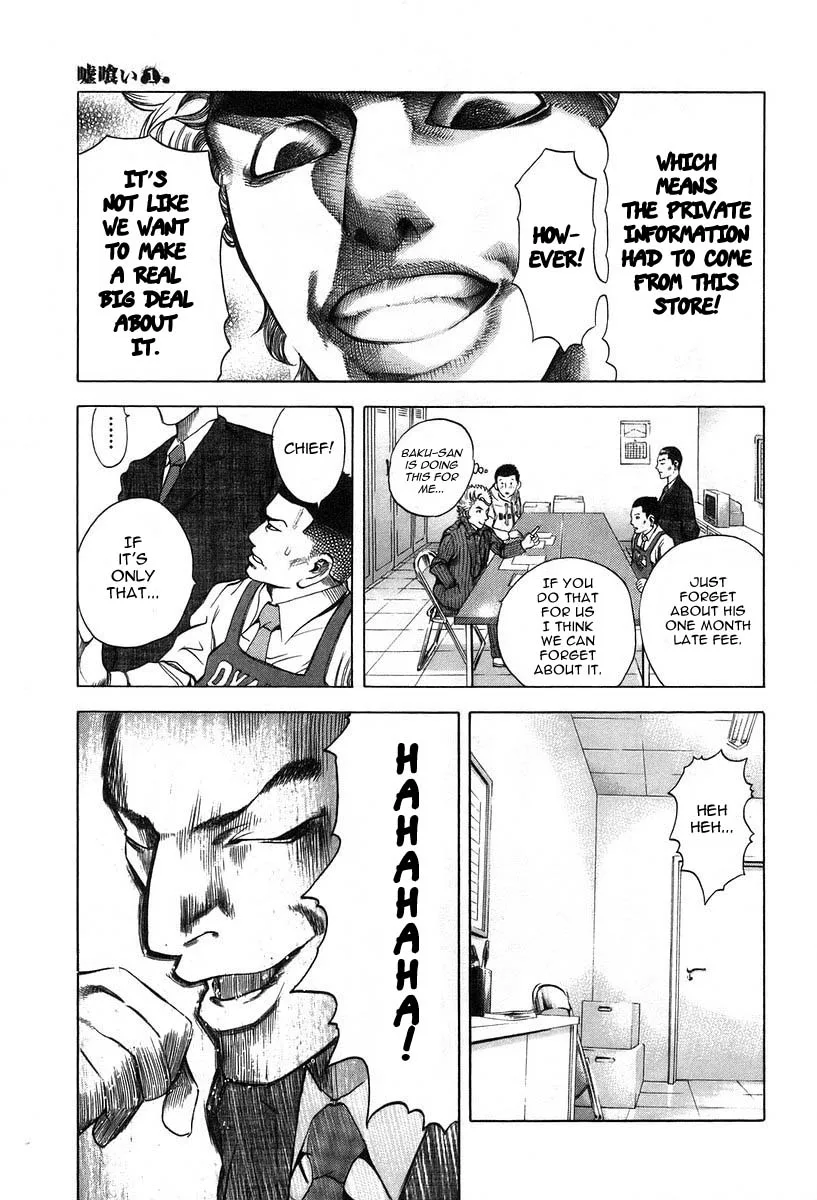 嘘喰い 1
WHICH
MEANS
THE PRIVATE
INFORMATION
HAD TO COME
FROM THIS
STORE!
HOW-
EVER!
IT'S
NOT LIKE
WE WANT
TO MAKE
A REAL
BIG DEAL
ABOUT
IT.
BAKU-SAN
IS DOING
THIS FOR
ME...
JUST
FORGET
ABOUT HIS
ONE MONTH
LATE FEE.
IF YOU
DO THAT
FOR US
I THINK
WE CAN
FORGET
ABOUT IT.
CHIEF!
......
IF
IT'S
ONLY
THAT...
HEH
HEH...
HAHAHAHA!